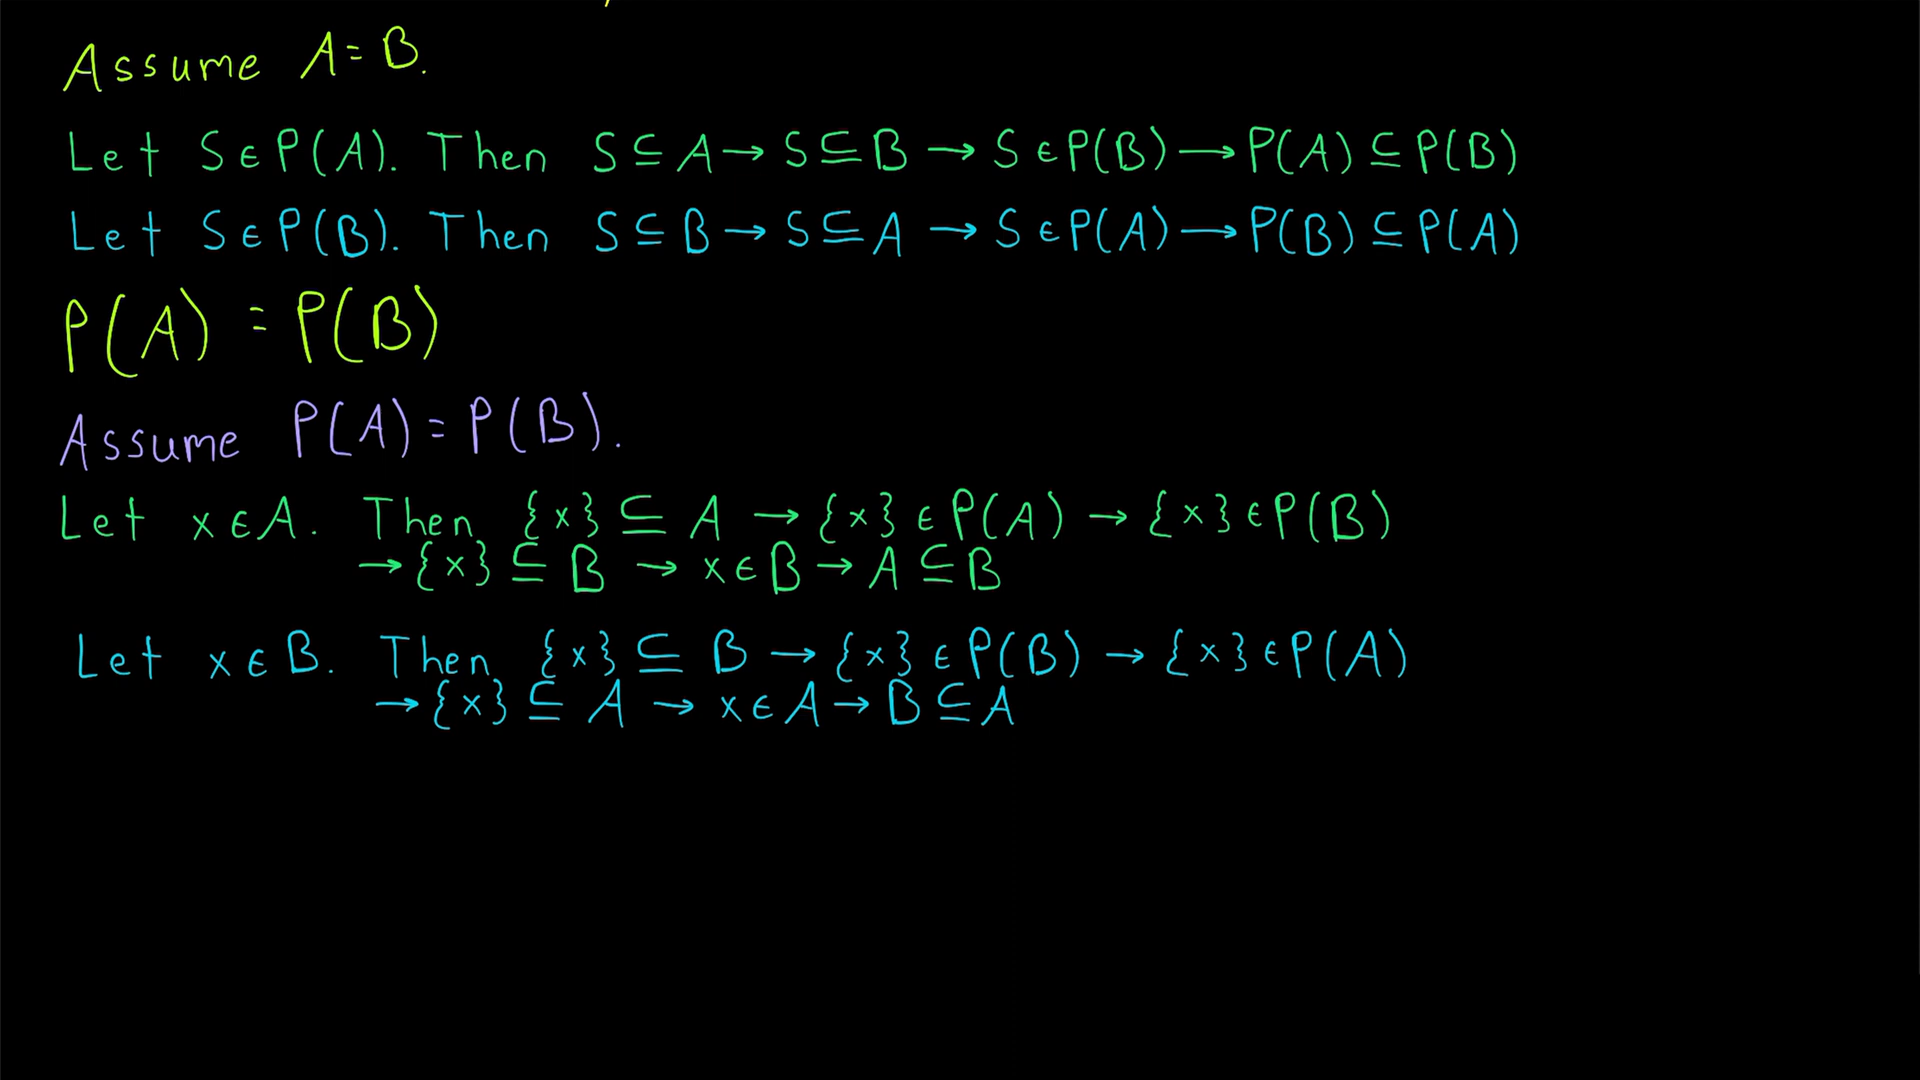 Assume A=B.
Let S∈P(A). Then S⊆A→S⊆B→S∈P(B)→P(A)⊆P(B)
Let S∈P(B). Then S⊆B→S⊆A→S∈P(A)→P(B)⊆P(A)
P(A) = P(B)
Assume P(A)=P(B).
Let x∈A. Then {x}⊆A→{x}∈P(A)→{x}∈P(B)
→{x}⊆B→x∈B→A⊆B
Let x∈B. Then {x}⊆B→{x}∈P(B)→{x}∈P(A)
→{x}⊆A→x∈A→B⊆A